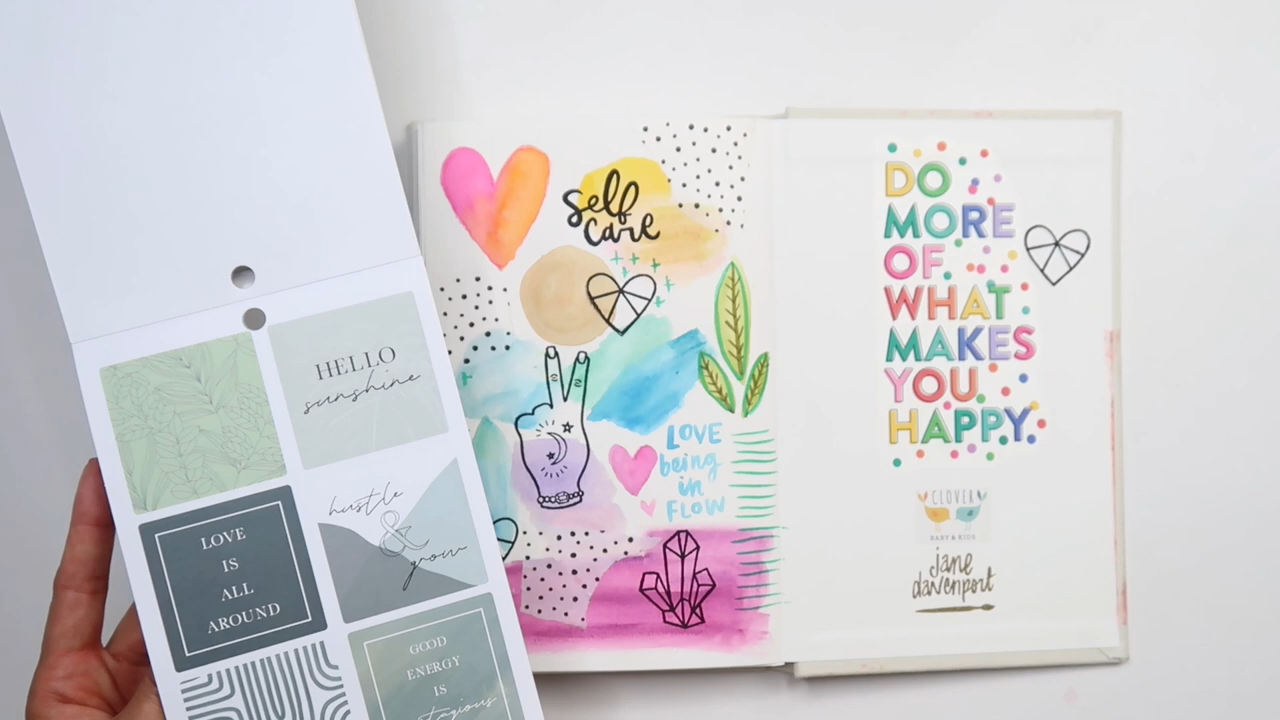 HELLO
sunshine
hustle
&
grow
LOVE
IS
ALL
AROUND
GOOD
ENERGY
IS
contagious
self
care
LOVE
being
in
FLOW
DO
MORE
OF
WHAT
MAKES
YOU
HAPPY.
CLOVER
BABY & KIDS
jane
davenport